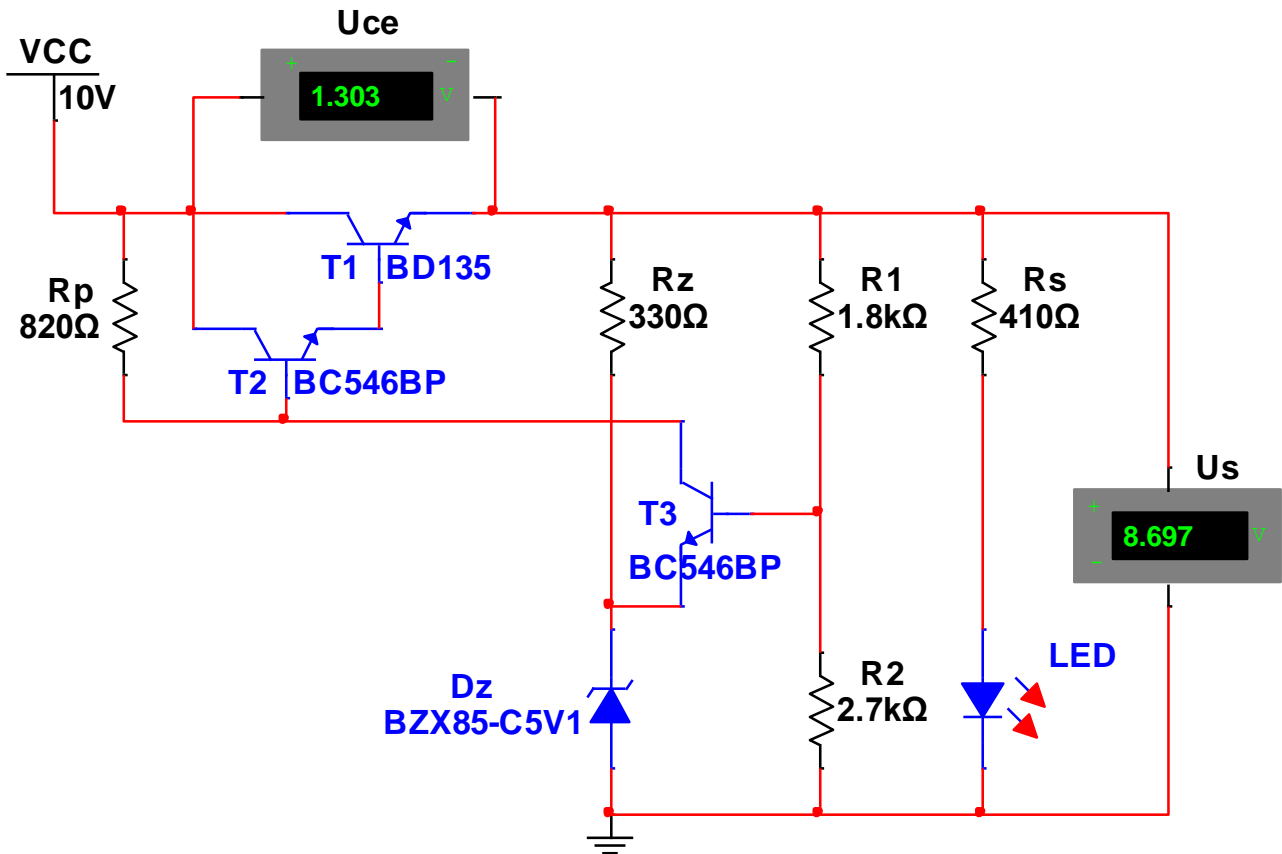 Uce
VCC
10V
+
−
1.303
V
T1
BD135
Rp
820Ω
Rz
330Ω
R1
1.8kΩ
Rs
410Ω
T2
BC546BP
T3
BC546BP
Us
+
−
8.697
V
Dz
BZX85-C5V1
R2
2.7kΩ
LED